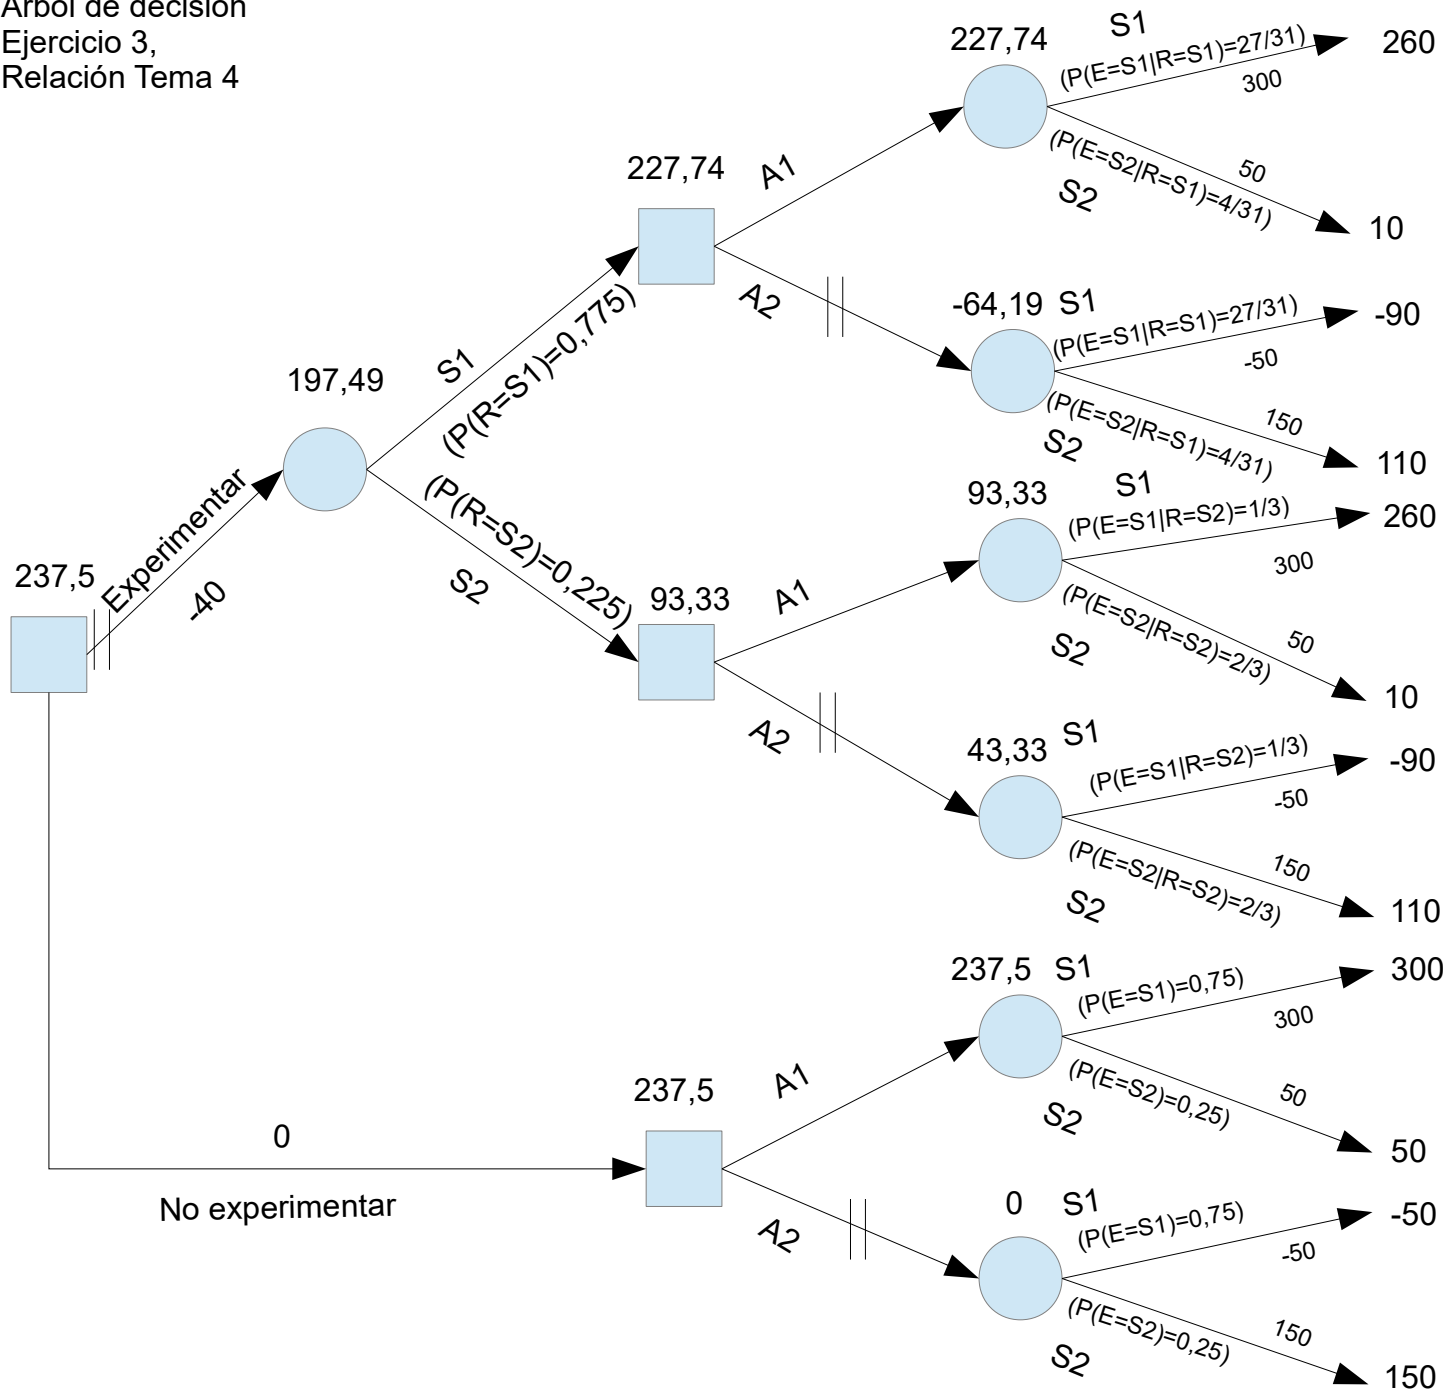 Árbol de decisión
Ejercicio 3,
Relación Tema 4
227,74
S1
(P(E=S1|R=S1)=27/31)
300
260
(P(E=S2|R=S1)=4/31)
50
S2
10
227,74
A1
A2
-64,19
S1
(P(E=S1|R=S1)=27/31)
-50
-90
(P(E=S2|R=S1)=4/31)
150
S2
110
197,49
S1
(P(R=S1)=0,775)
(P(R=S2)=0,225)
S2
237,5
Experimentar
-40
93,33
A1
A2
93,33
S1
(P(E=S1|R=S2)=1/3)
300
260
(P(E=S2|R=S2)=2/3)
50
S2
10
43,33
S1
(P(E=S1|R=S2)=1/3)
-50
-90
(P(E=S2|R=S2)=2/3)
150
S2
110
0
No experimentar
237,5
A1
A2
237,5
S1
(P(E=S1)=0,75)
300
300
(P(E=S2)=0,25)
50
S2
50
0
S1
(P(E=S1)=0,75)
-50
-50
(P(E=S2)=0,25)
150
S2
150